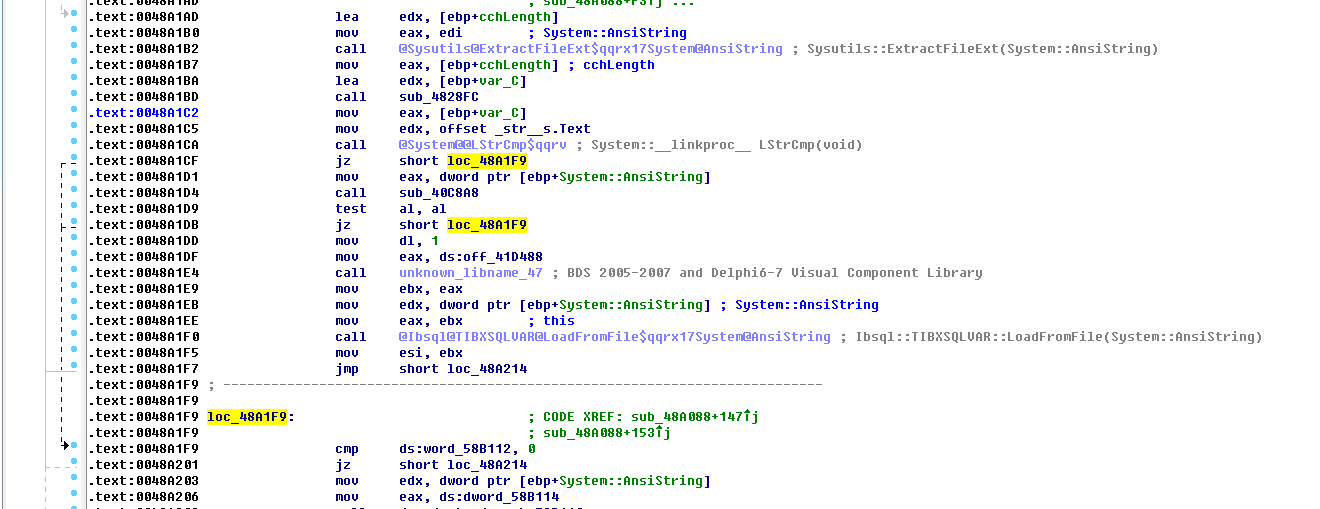 .text:0048A1AD ; sub_48A088+F3↑j ...
.text:0048A1AD lea edx, [ebp+cchLength]
.text:0048A1B0 mov eax, edi ; System::AnsiString
.text:0048A1B2 call @Sysutils@ExtractFileExt$qqrx17System@AnsiString ; Sysutils::ExtractFileExt(System::AnsiString)
.text:0048A1B7 mov eax, [ebp+cchLength] ; cchLength
.text:0048A1BA lea edx, [ebp+var_C]
.text:0048A1BD call sub_4828FC
.text:0048A1C2 mov eax, [ebp+var_C]
.text:0048A1C5 mov edx, offset _str__s.Text
.text:0048A1CA call @System@@LStrCmp$qqrv ; System::__linkproc__ LStrCmp(void)
.text:0048A1CF jz short loc_48A1F9
.text:0048A1D1 mov eax, dword ptr [ebp+System::AnsiString]
.text:0048A1D4 call sub_40C8A8
.text:0048A1D9 test al, al
.text:0048A1DB jz short loc_48A1F9
.text:0048A1DD mov dl, 1
.text:0048A1DF mov eax, ds:off_41D488
.text:0048A1E4 call unknown_libname_47 ; BDS 2005-2007 and Delphi6-7 Visual Component Library
.text:0048A1E9 mov ebx, eax
.text:0048A1EB mov edx, dword ptr [ebp+System::AnsiString] ; System::AnsiString
.text:0048A1EE mov eax, ebx ; this
.text:0048A1F0 call @Ibsql@TIBXSQLVAR@LoadFromFile$qqrx17System@AnsiString ; Ibsql::TIBXSQLVAR::LoadFromFile(System::AnsiString)
.text:0048A1F5 mov esi, ebx
.text:0048A1F7 jmp short loc_48A214
.text:0048A1F9 ; ---------------------------------------------------------------------------
.text:0048A1F9
.text:0048A1F9 loc_48A1F9: ; CODE XREF: sub_48A088+147↑j
.text:0048A1F9 ; sub_48A088+153↑j
.text:0048A1F9 cmp ds:word_58B112, 0
.text:0048A201 jz short loc_48A214
.text:0048A203 mov edx, dword ptr [ebp+System::AnsiString]
.text:0048A206 mov eax, ds:dword_58B114